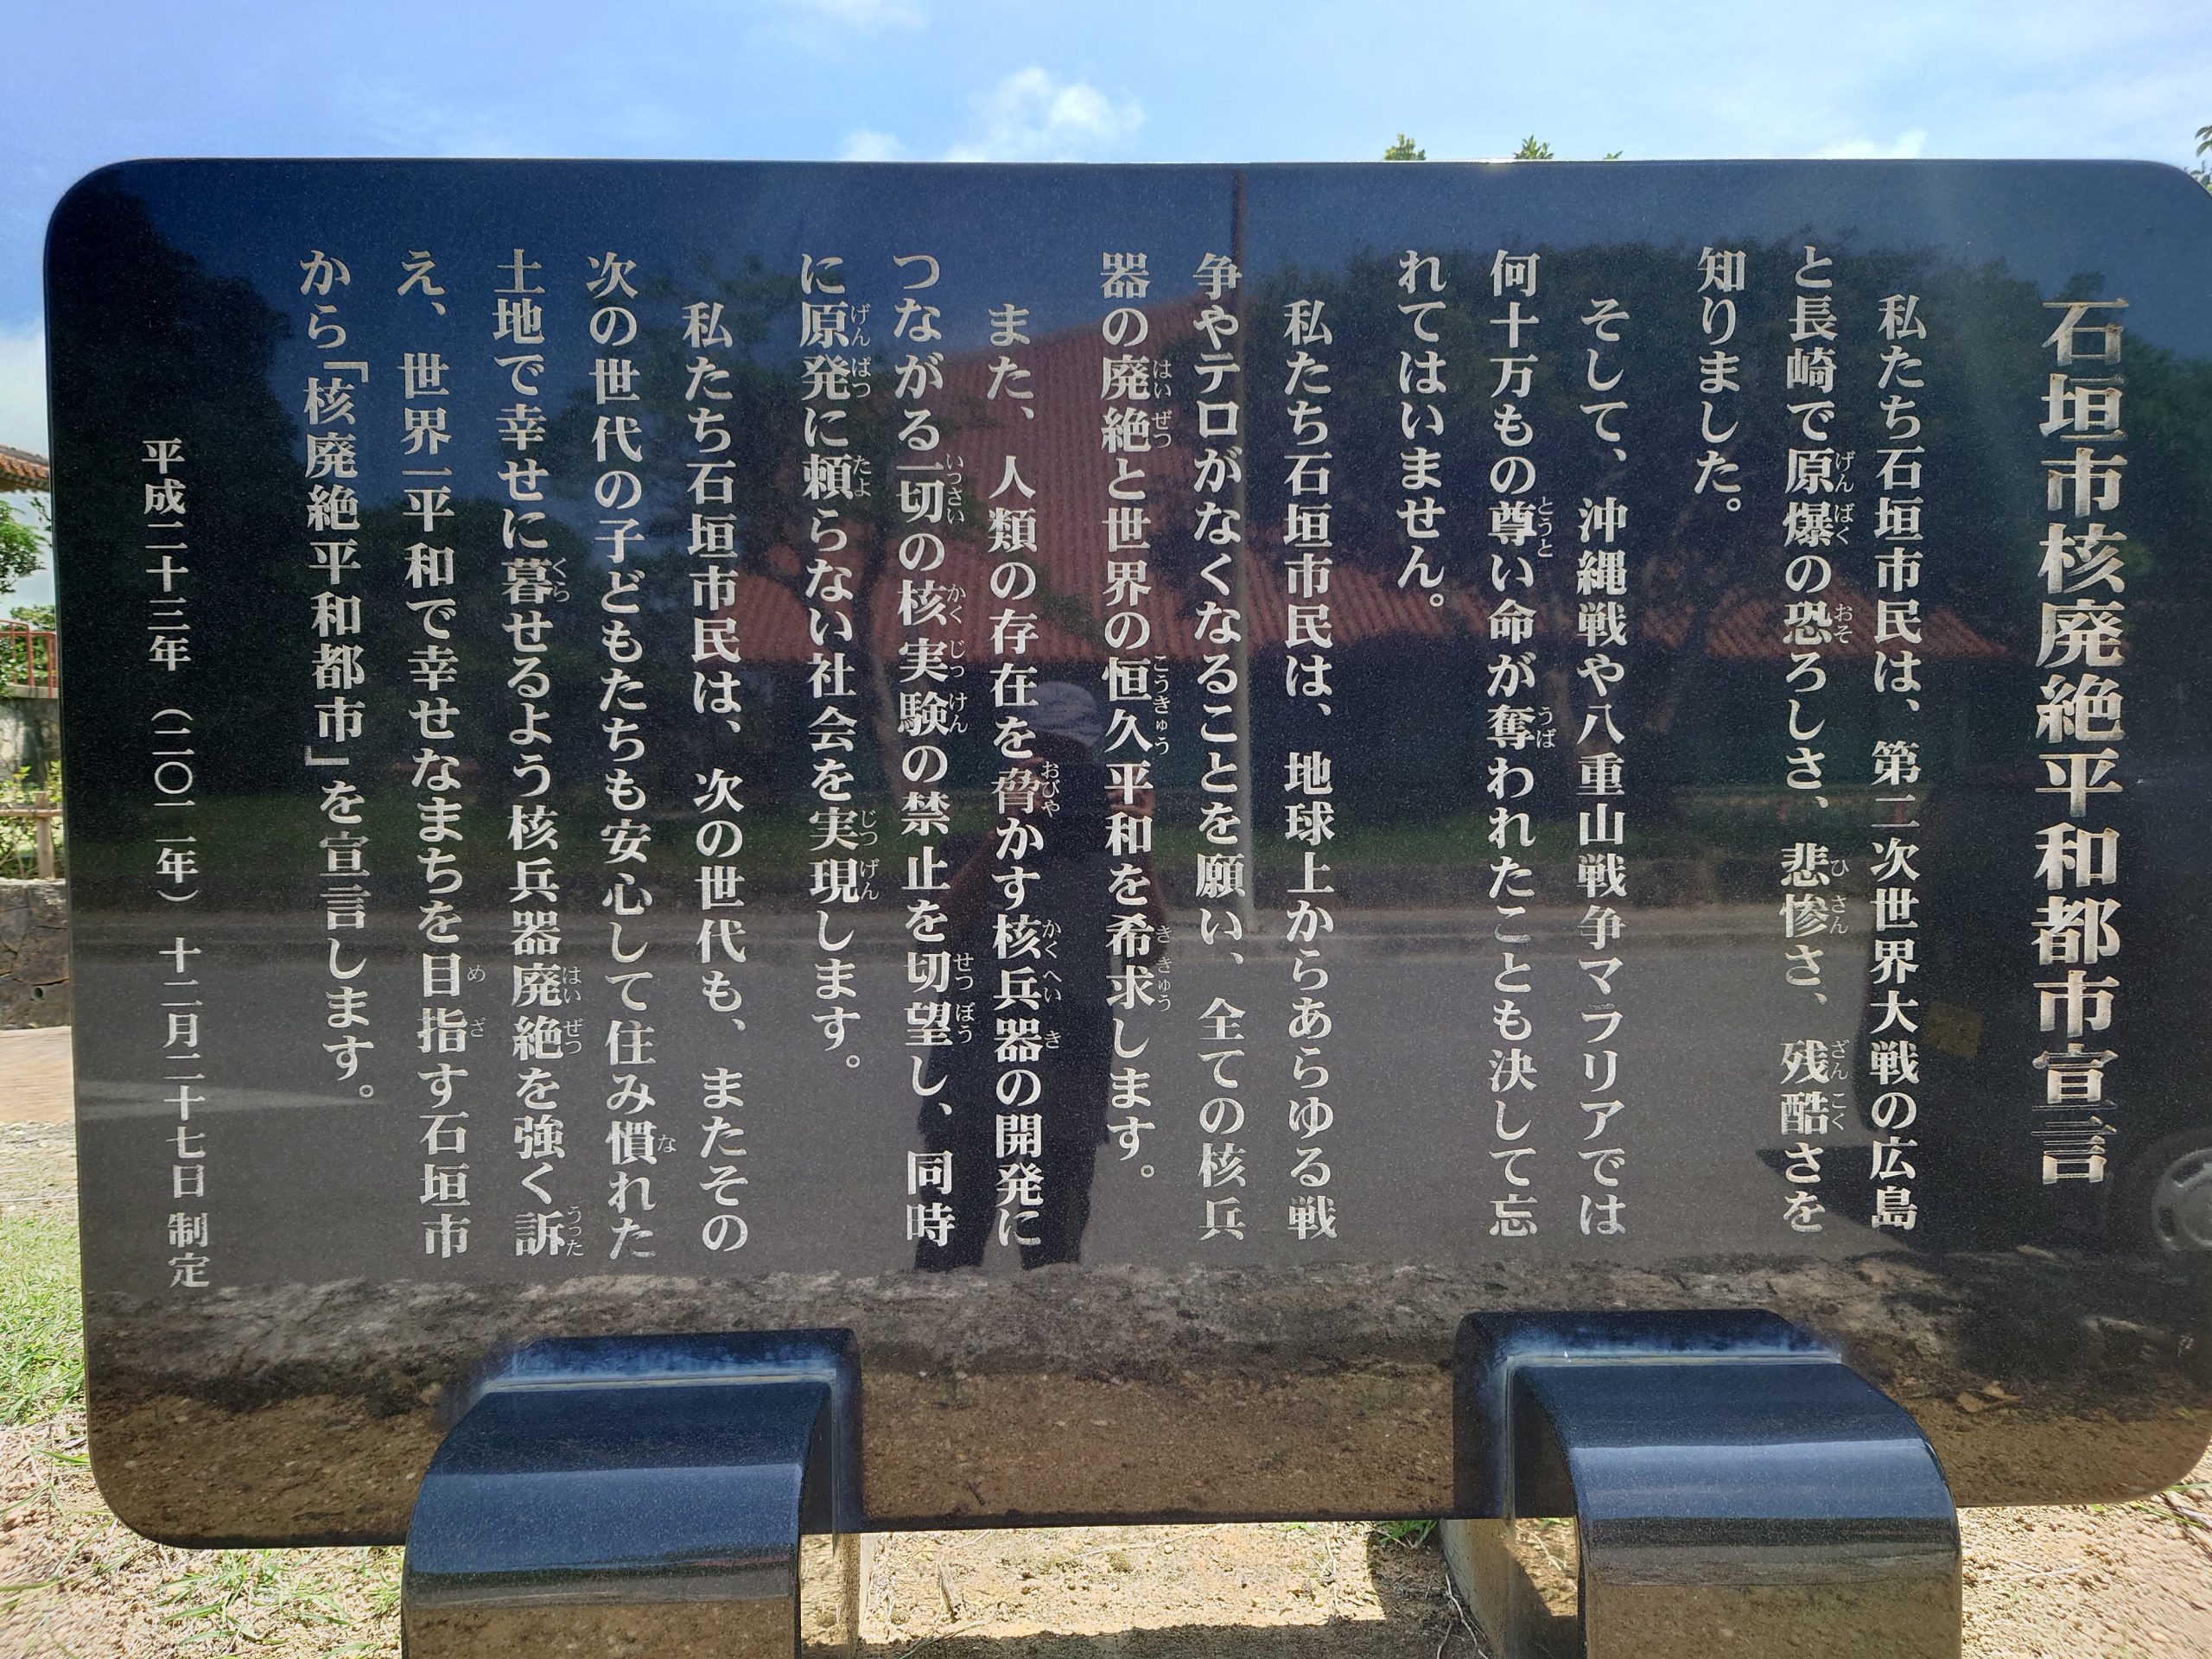 石垣市核廃絶平和都市宣言
私たち石垣市民は、第二次世界大戦の広島
と長崎で原爆の恐ろしさ、悲惨さ、残酷さを
知りました。
そして、沖縄戦や八重山戦争マラリアでは
何十万もの尊い命が奪われたことも決して忘
れてはいません。
私たち石垣市民は、地球上からあらゆる戦
争やテロがなくなることを願い、全ての核兵
器の廃絶と世界の恒久平和を希求します。
また、人類の存在を脅かす核兵器の開発に
つながる一切の核実験の禁止を切望し、同時
に原発に頼らない社会を実現します。
私たち石垣市民は、次の世代も、またその
次の世代の子どもたちも安心して住み慣れた
土地で幸せに暮せるよう核兵器廃絶を強く訴
え、世界一平和で幸せなまちを目指す石垣市
から「核廃絶平和都市」を宣言します。
平成二十三年（二〇一一年）十二月二十七日 制定